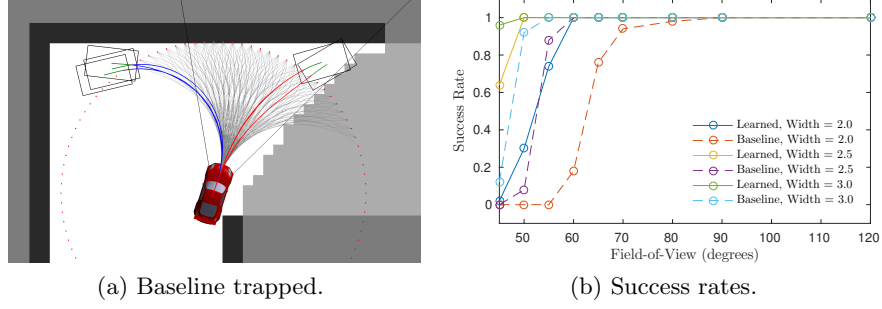 1
0.8
0.6
0.4
0.2
0
Success Rate
50 60 70 80 90 100 110 120
Field-of-View (degrees)
Learned, Width = 2.0
Baseline, Width = 2.0
Learned, Width = 2.5
Baseline, Width = 2.5
Learned, Width = 3.0
Baseline, Width = 3.0
(a) Baseline trapped.
(b) Success rates.